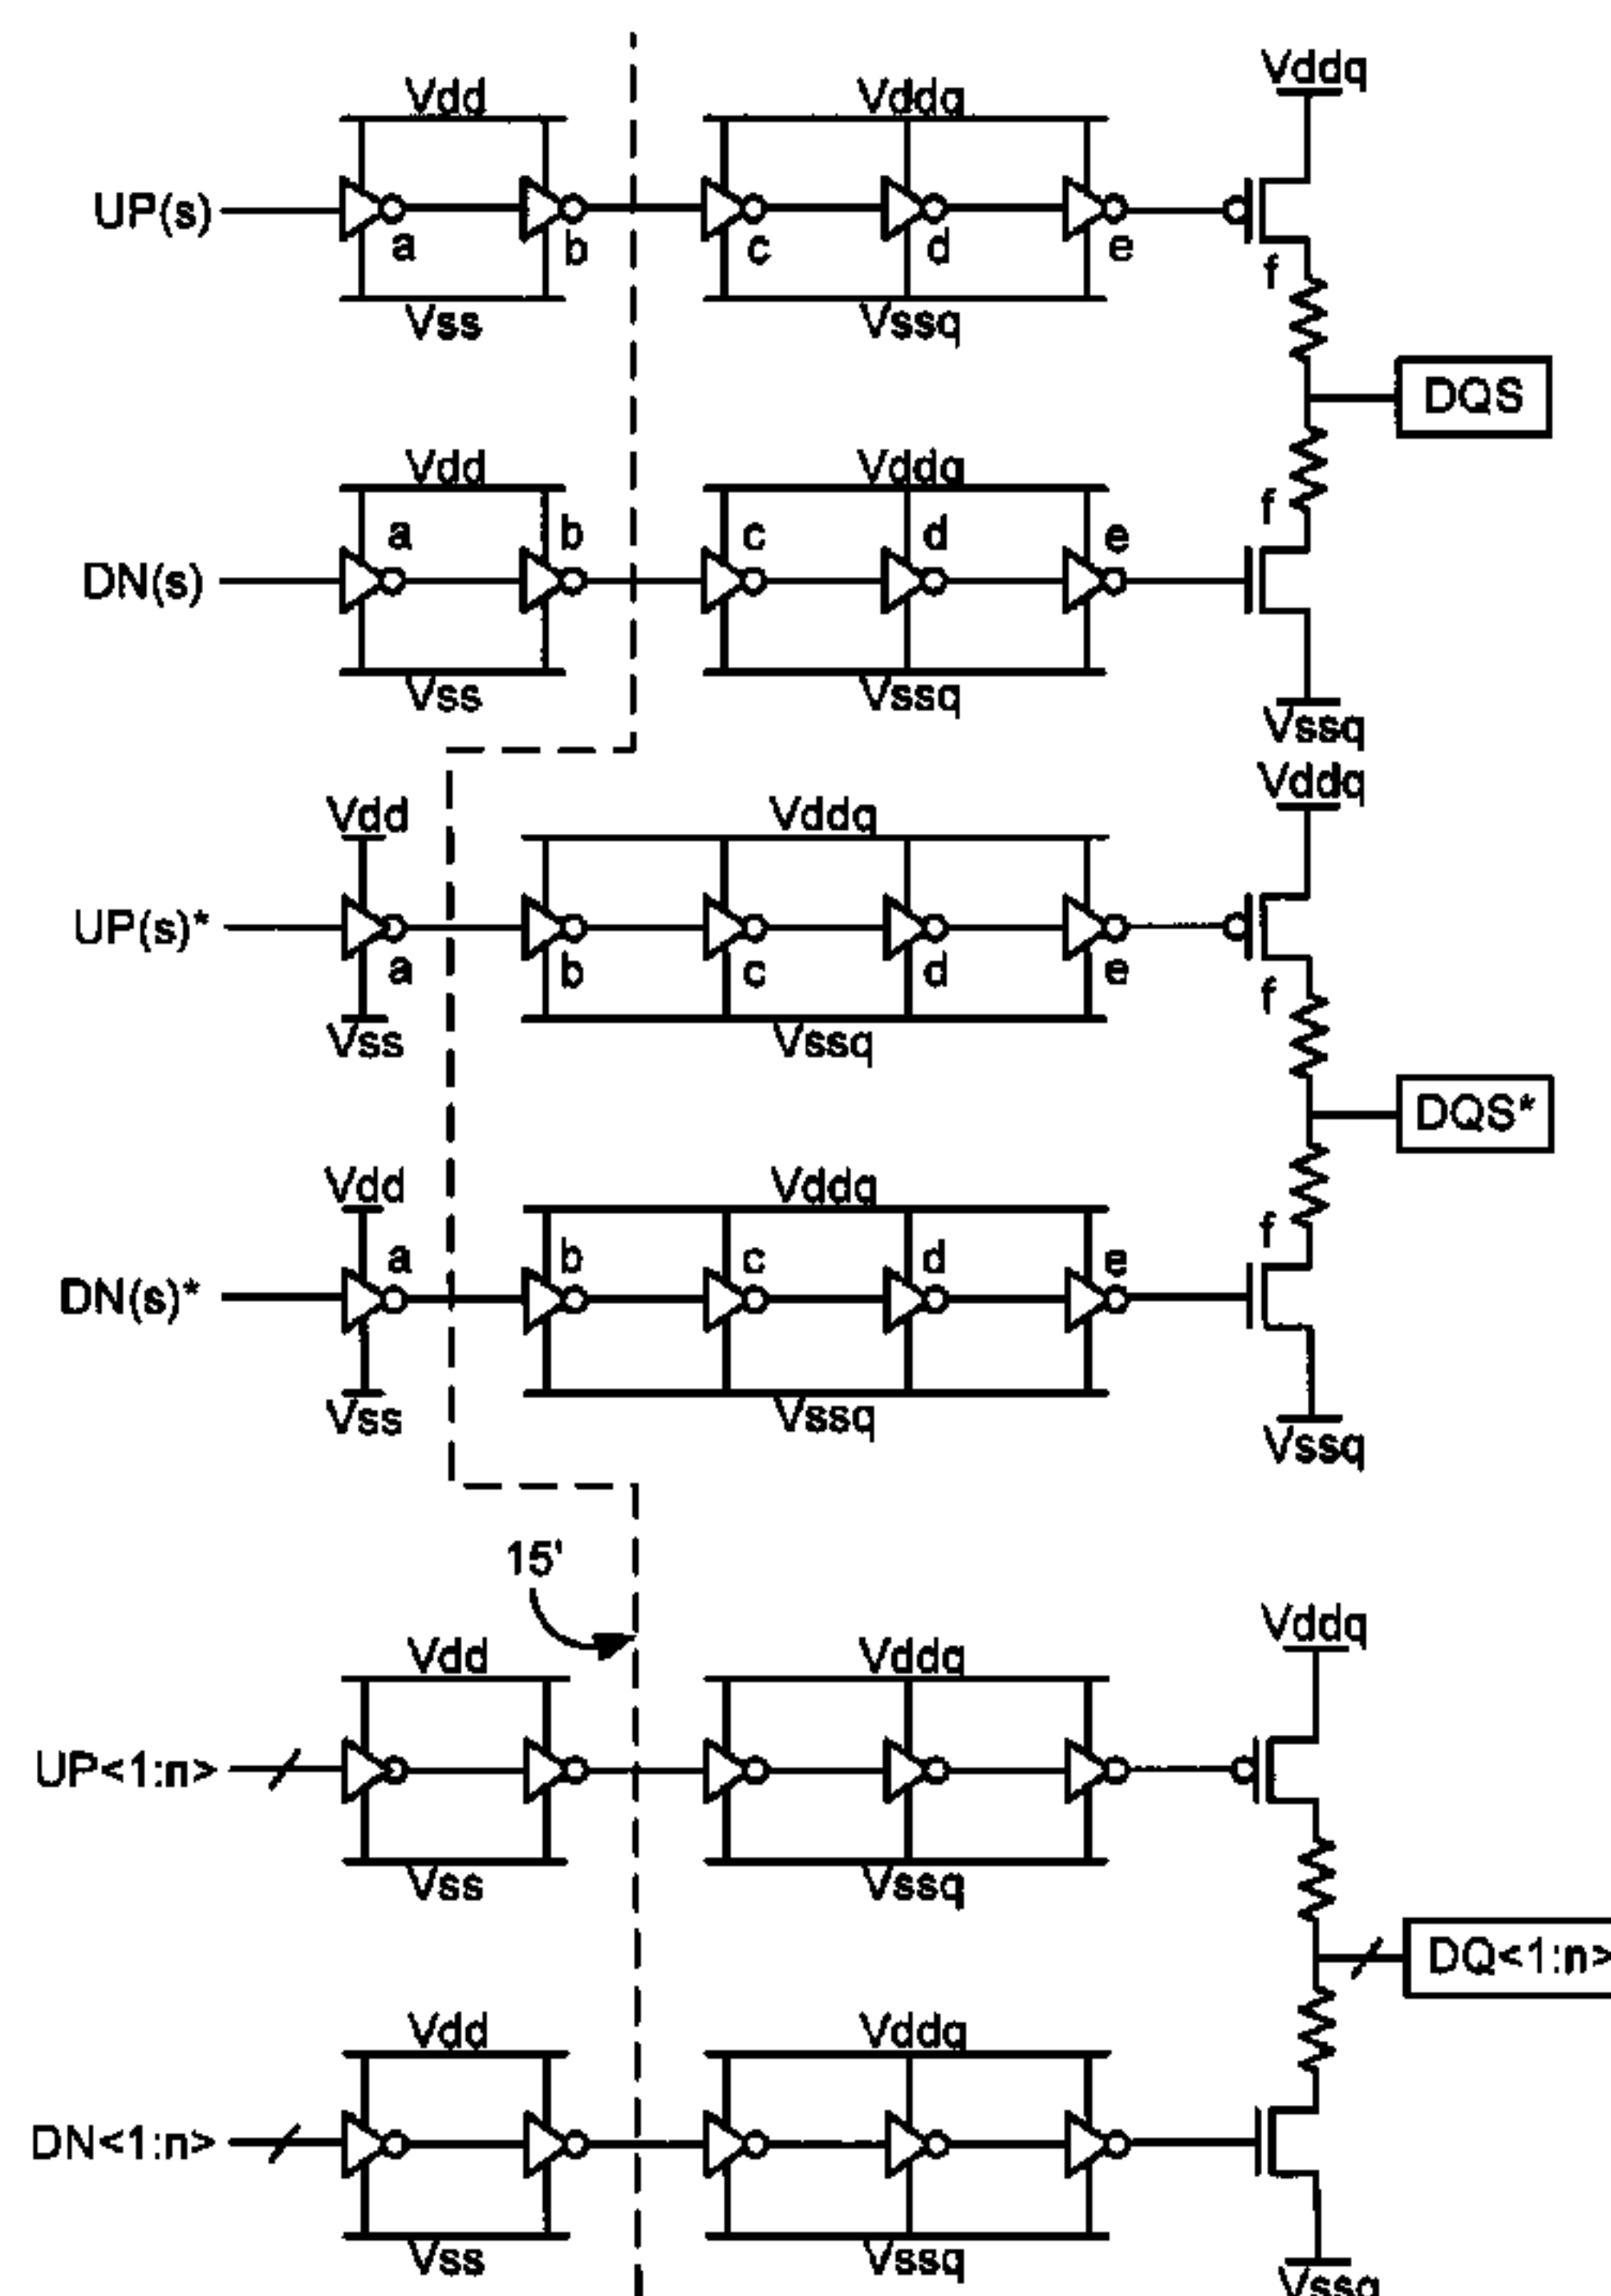 Vddq
Vdd
Vddq
UP(s)
a
b
c
d
e
f
Vss
Vssq
DQS
Vdd
Vddq
f
a
b
c
d
e
DN(s)
Vss
Vssq
Vssq
Vddq
Vdd
Vddq
UP(s)*
a
b
c
d
e
f
Vss
Vssq
DQS*
Vdd
Vddq
f
a
b
c
d
e
DN(s)*
Vss
Vssq
Vssq
15'
Vddq
Vdd
Vddq
UP<1:n>
Vss
Vssq
DQ<1:n>
Vdd
Vddq
DN<1:n>
Vss
Vssq
Vssq